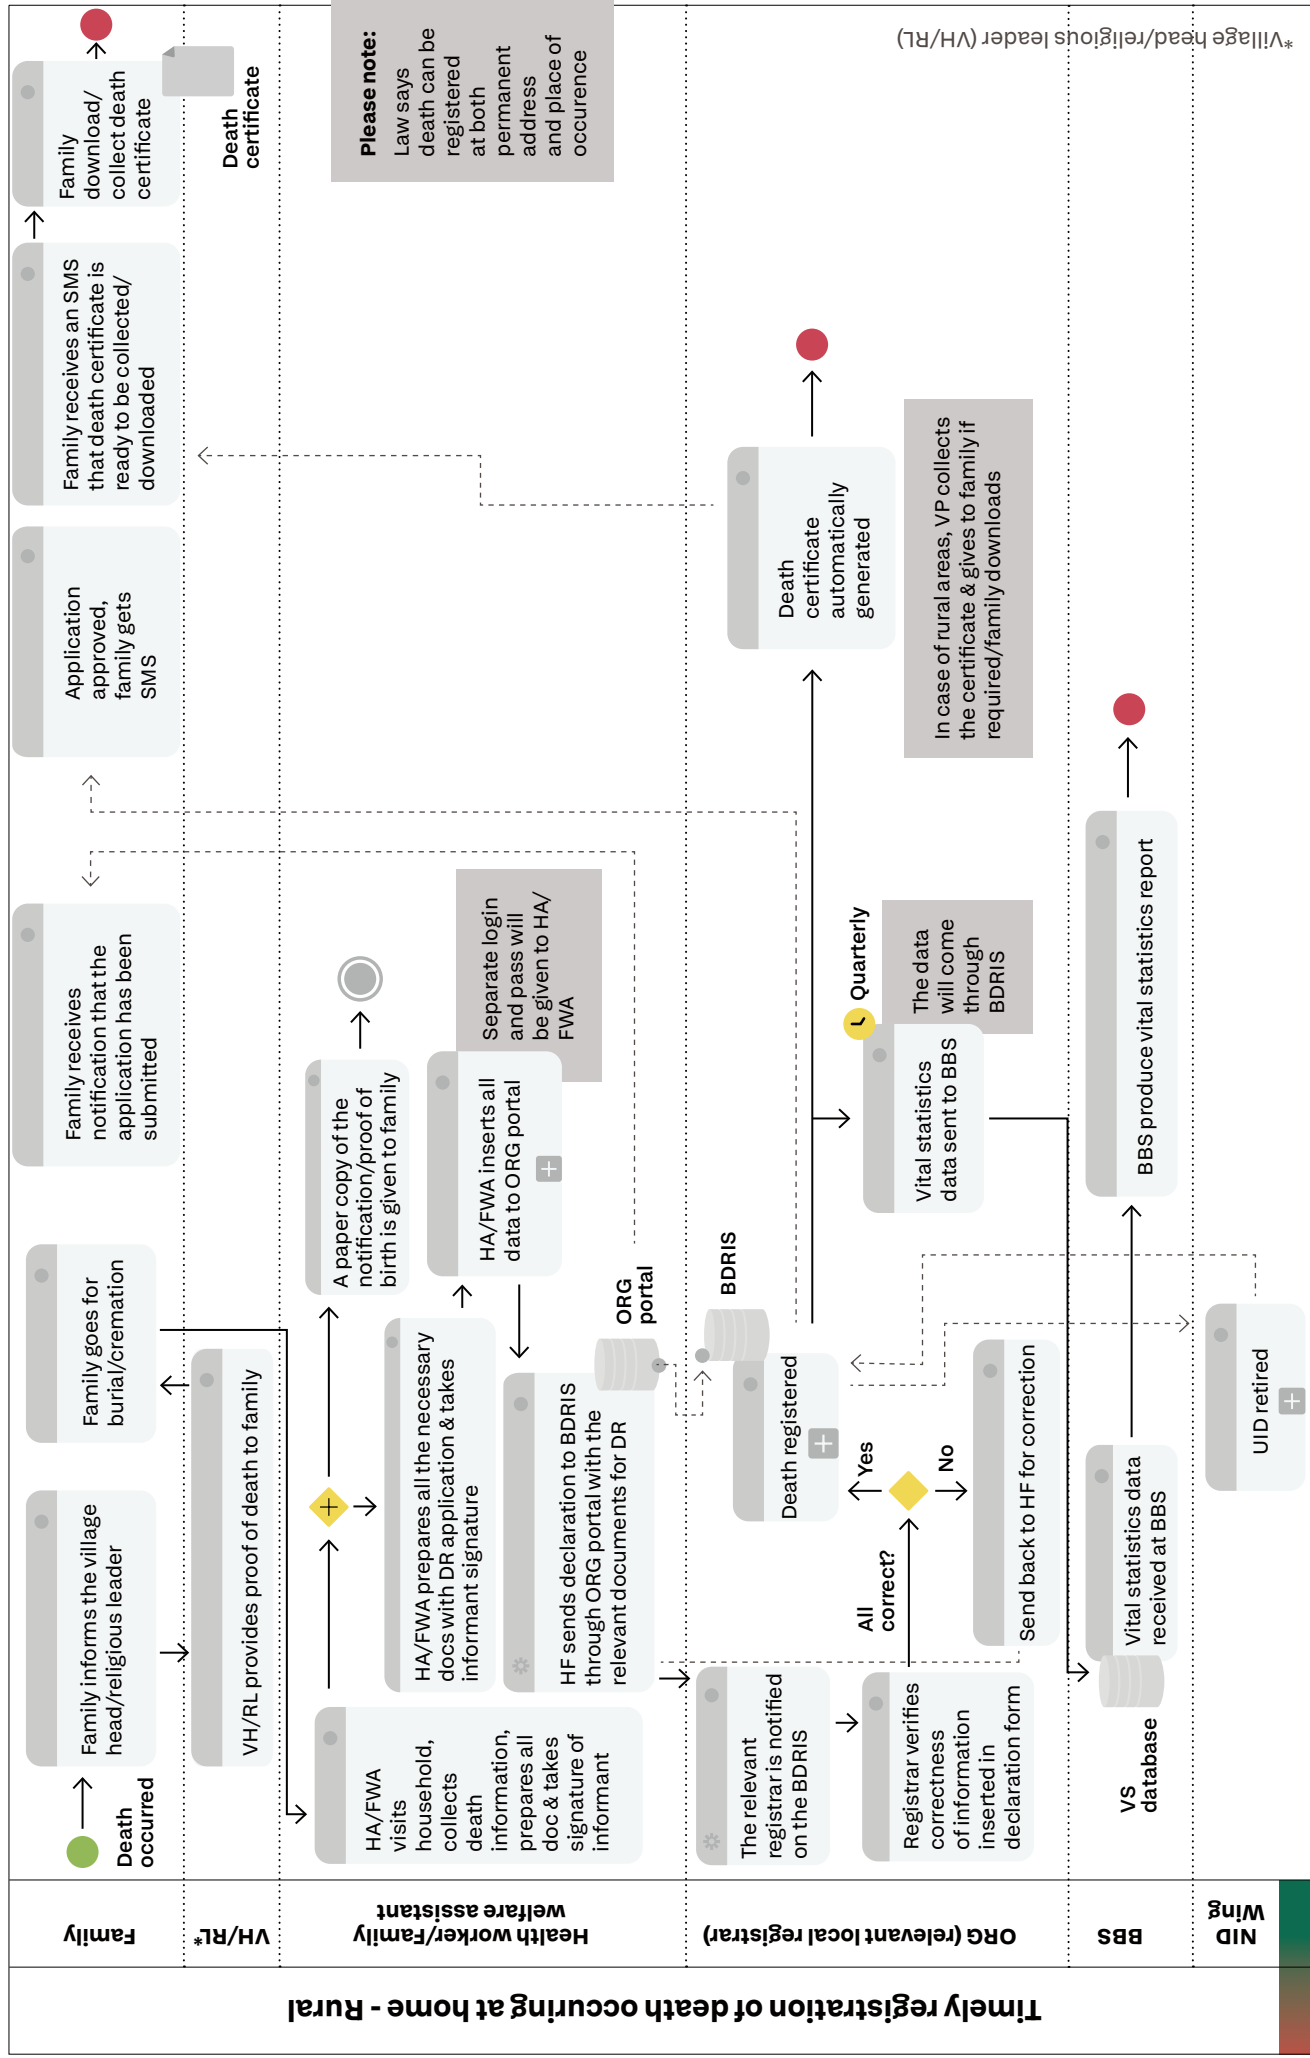 Timely registration of death occuring at home - Rural
Family
Death
occurred
Family informs the village
head/religious leader
Family goes for
burial/cremation
Family receives
notification that the
application has been
submitted
Application
approved,
family gets
SMS
Family receives an SMS
that death certificate is
ready to be collected/
downloaded
Family
download/
collect death
certificate
Death
certificate
VH/RL*
VH/RL provides proof of death to family
Health worker/Family
welfare assistant
HA/FWA
visits
household,
collects
death
information,
prepares all
doc & takes
signature of
informant
A paper copy of the
notification/proof of
birth is given to family
HA/FWA prepares all the necessary
docs with DR application & takes
informant signature
HA/FWA inserts all
data to ORG portal
Separate login
and pass will
be given to HA/
FWA
HF sends declaration to BDRIS
through ORG portal with the
relevant documents for DR
ORG
portal
Please note:
Law says
death can be
registered
at both
permanent
address
and place of
occurence
ORG (relevant local registrar)
The relevant
registrar is notified
on the BDRIS
Registrar verifies
correctness
of information
inserted in
declaration form
All
correct?
Yes
No
Death registered
BDRIS
Send back to HF for correction
Quarterly
Vital statistics
data sent to BBS
The data
will come
through
BDRIS
Death
certificate
automatically
generated
In case of rural areas, VP collects
the certificate & gives to family if
required/family downloads
BBS
VS
database
Vital statistics data
received at BBS
BBS produce vital statistics report
NID
Wing
UID retired
*Village head/religious leader (VH/RL)